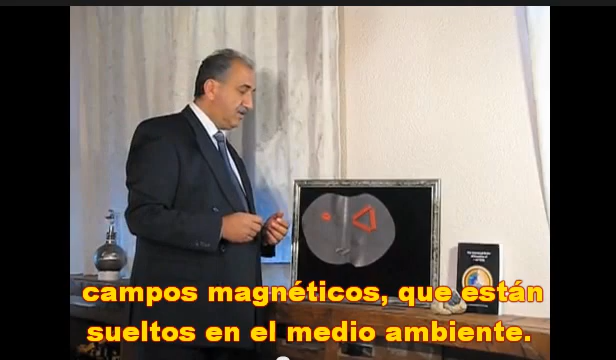 campos magnéticos, que están
sueltos en el medio ambiente.